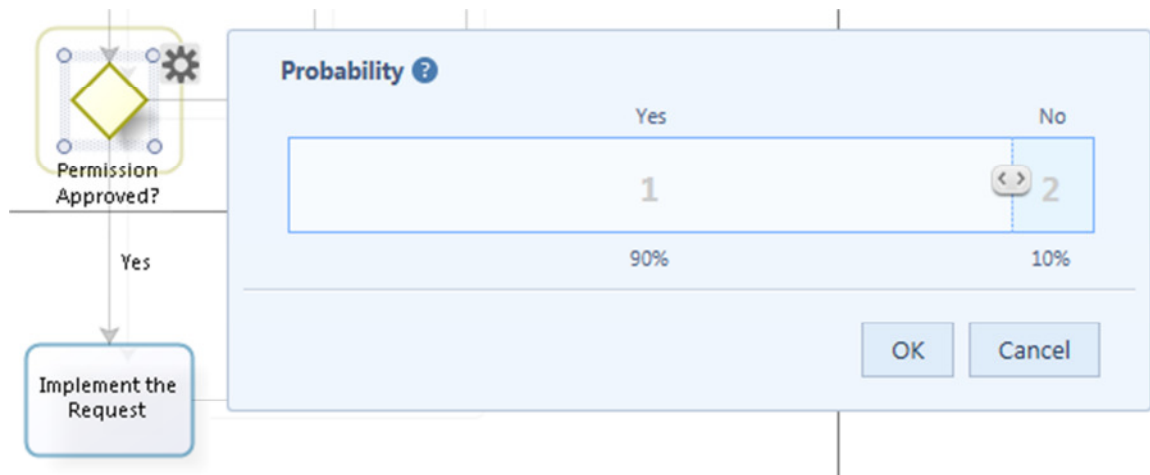 Probability ?
Yes No
1 2
90% 10%
OK Cancel
Permission
Approved?
Yes
Implement the
Request